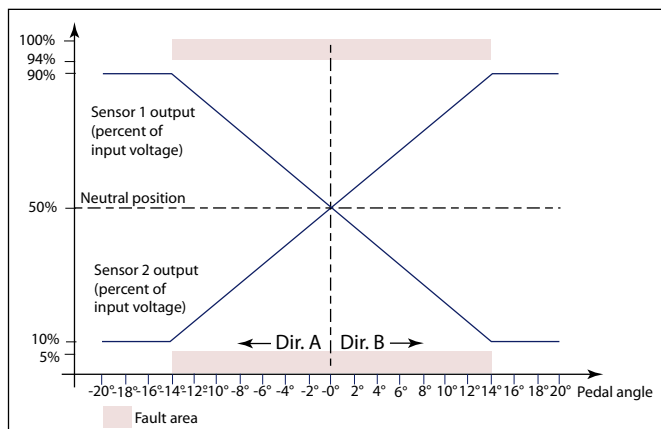 100%
94%
90%
Sensor 1 output
(percent of
input voltage)
Neutral position
50%
Sensor 2 output
(percent of
input voltage)
10%
5%
Dir. A Dir. B
-20° -18° -16° -14° -12° -10° -8° -6° -4° -2° -0° 2° 4° 6° 8° 10° 12° 14° 16° 18° 20° Pedal angle
Fault area